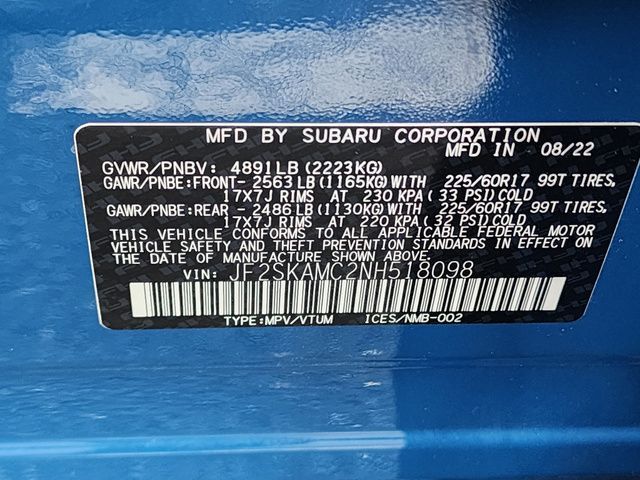 MFD BY SUBARU CORPORATION
MFD IN 08/22
GVWR/PNBV: 4891LB (2223KG)
GAWR/PNBE:FRONT- 2563 LB (1165KG) WITH 225/60R17 99T TIRES.
17X7J RIMS AT 230 KPA ( 33 PSI) COLD
GAWR/PNBE:REAR - 2486 LB (1130KG) WITH 225/60R17 99T TIRES.
17X7J RIMS AT 220 KPA ( 32 PSI) COLD
THIS VEHICLE CONFORMS TO ALL APPLICABLE FEDERAL MOTOR
VEHICLE SAFETY AND THEFT PREVENTION STANDARDS IN EFFECT ON
THE DATE OF MANUFACTURE SHOWN ABOVE.
VIN: JF2SKAMC2NH518098
TYPE:MPV/VTUM ICES/NMB-002